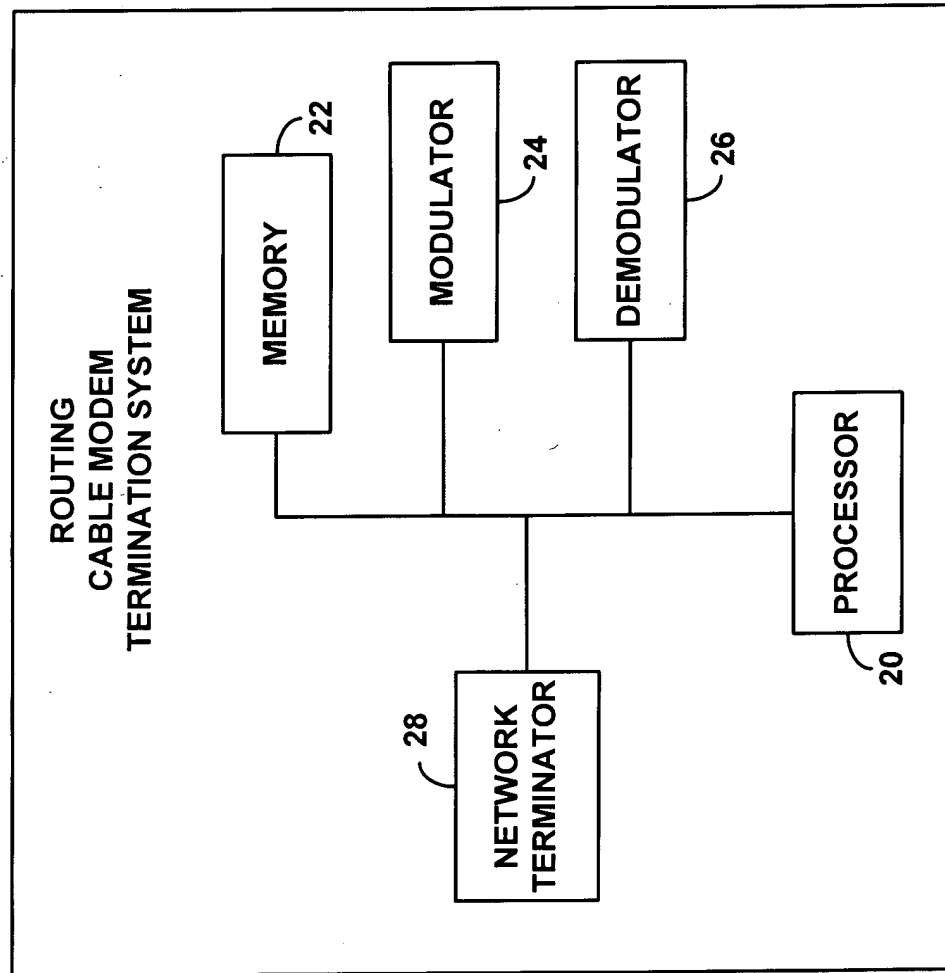 ROUTING
CABLE MODEM
TERMINATION SYSTEM
MEMORY
22
MODULATOR
24
DEMODULATOR
26
NETWORK
TERMINATOR
28
PROCESSOR
20